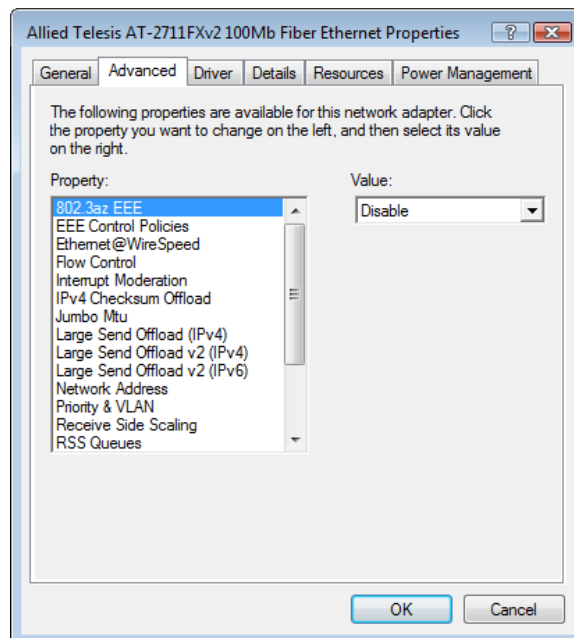 Allied Telesis AT-2711FXv2 100Mb Fiber Ethernet Properties
General
Advanced
Driver
Details
Resources
Power Management
The following properties are available for this network adapter. Click
the property you want to change on the left, and then select its value
on the right.
Property:
802.3az EEE
EEE Control Policies
Ethernet@WireSpeed
Flow Control
Interrupt Moderation
IPv4 Checksum Offload
Jumbo Mtu
Large Send Offload (IPv4)
Large Send Offload v2 (IPv4)
Large Send Offload v2 (IPv6)
Network Address
Priority & VLAN
Receive Side Scaling
RSS Queues
Value:
Disable
OK
Cancel